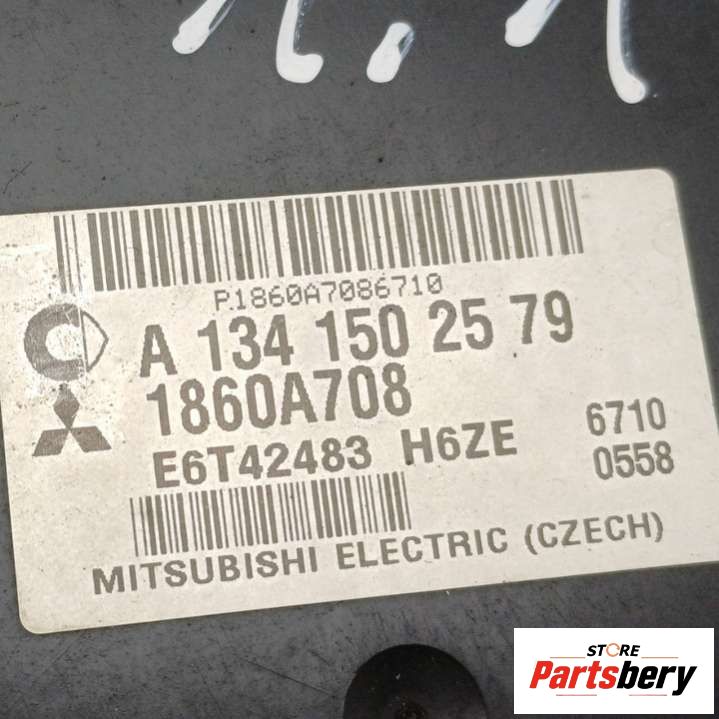 P1860A7086710
A 134 150 25 79
1860A708
E6T42483 H6ZE 6710
0558
MITSUBISHI ELECTRIC (CZECH)
STORE
Partsbery